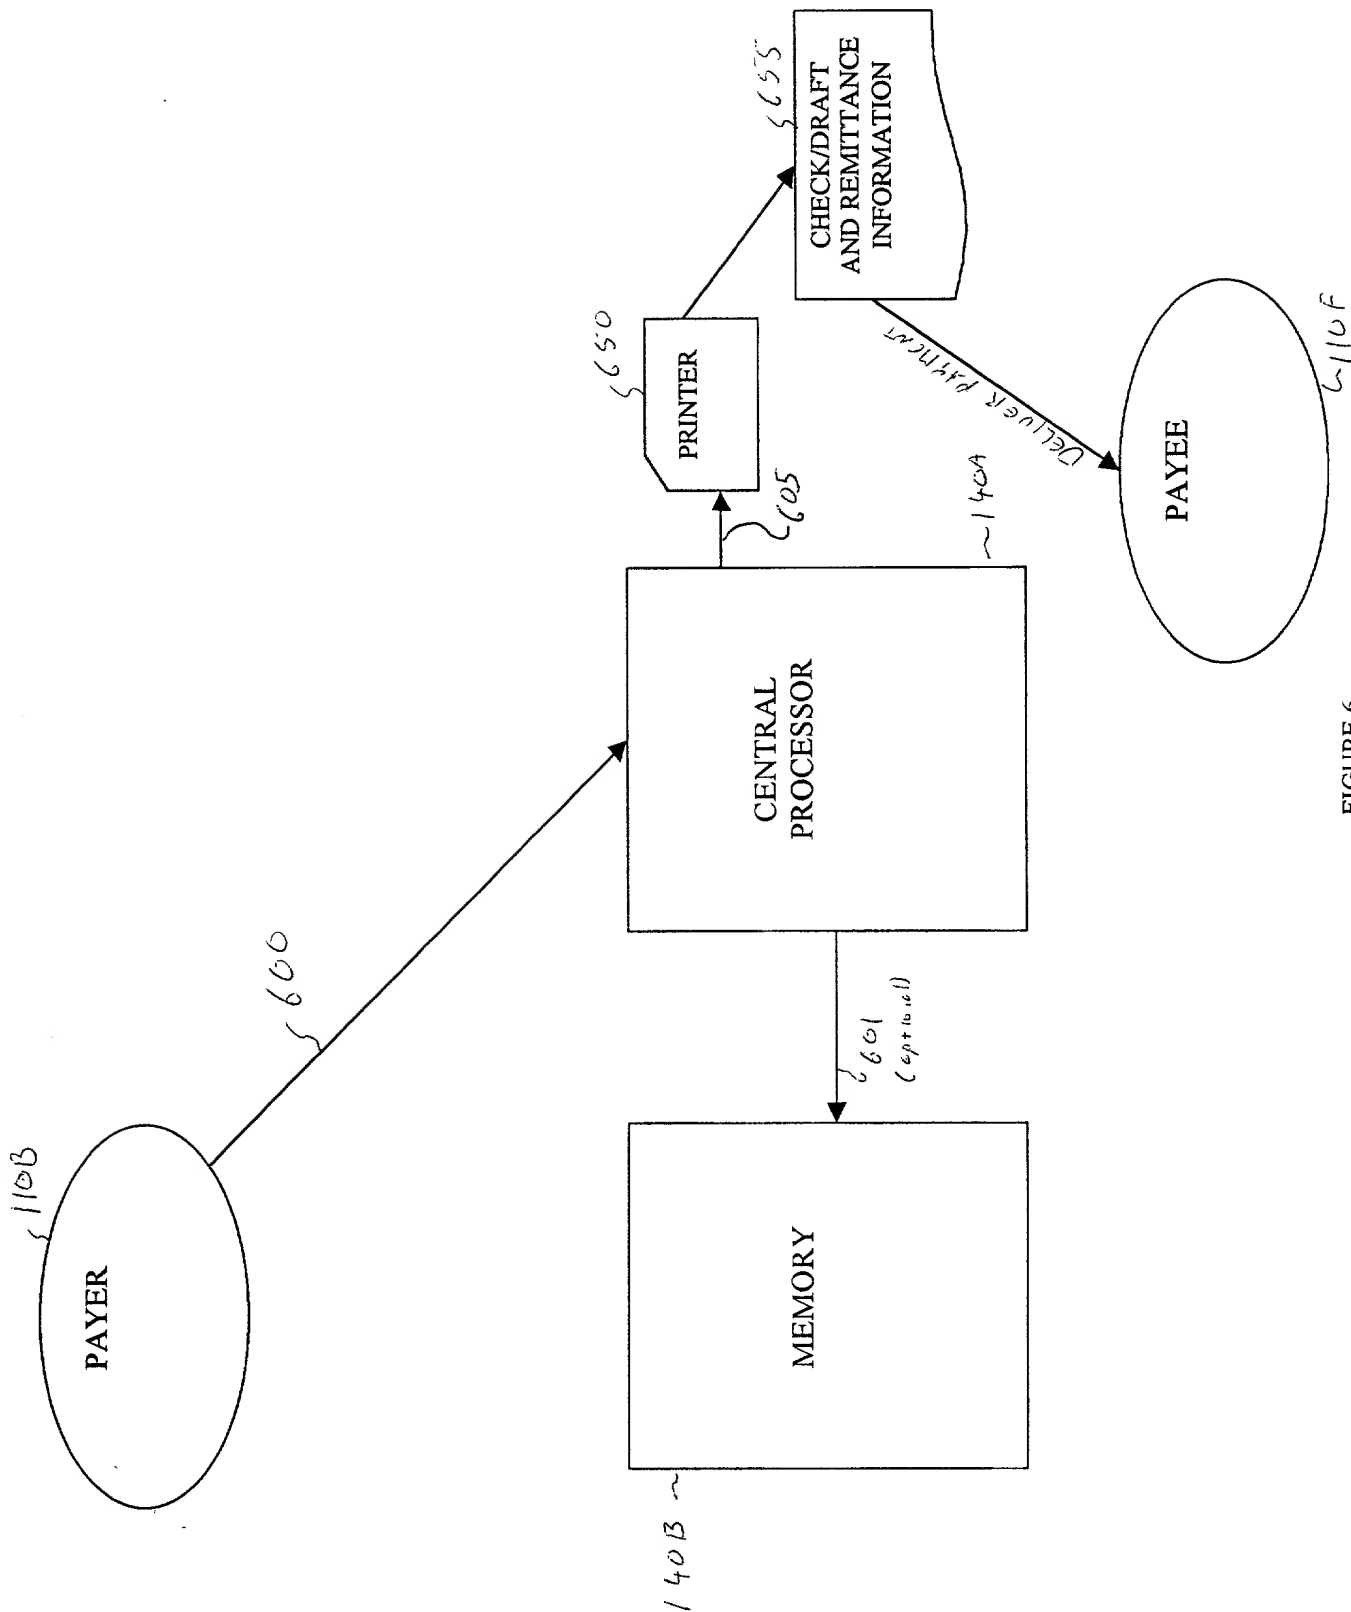 110B
PAYER
600
650
655
PRINTER
CHECK/DRAFT
AND REMITTANCE
INFORMATION
605
DELIVER PAYMENT
140B
MEMORY
601
(optional)
CENTRAL
PROCESSOR
140A
PAYEE
110F
FIGURE 6